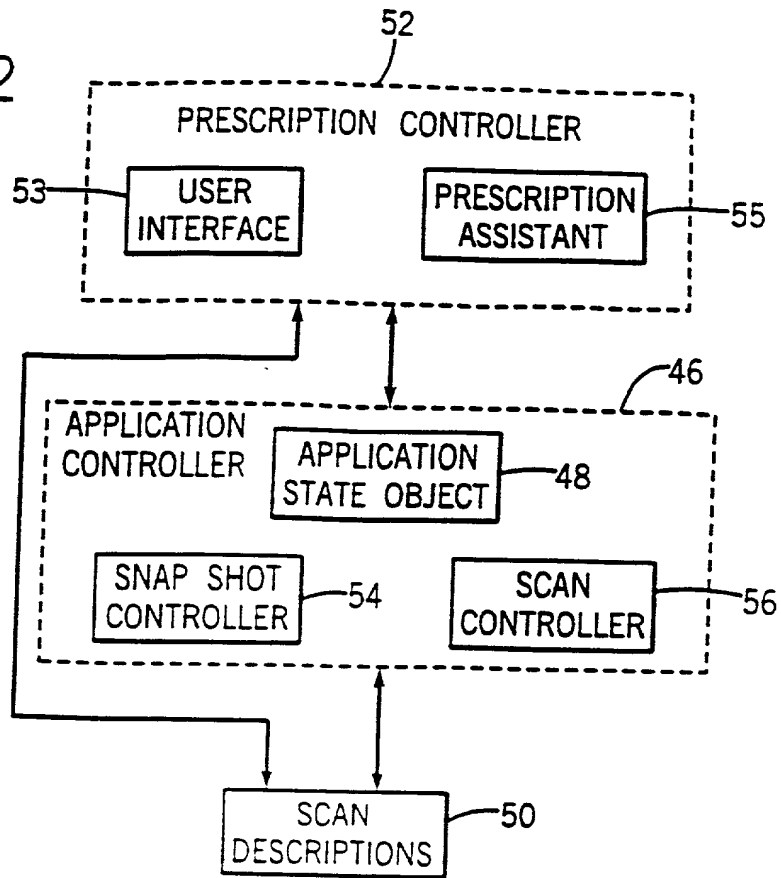 2
52
PRESCRIPTION CONTROLLER
53
USER
INTERFACE
PRESCRIPTION
ASSISTANT
55
46
APPLICATION
CONTROLLER
APPLICATION
STATE OBJECT
48
SNAP SHOT
CONTROLLER
54
SCAN
CONTROLLER
56
SCAN
DESCRIPTIONS
50